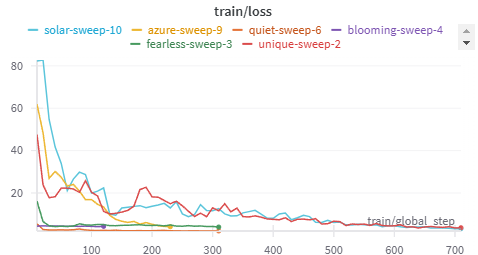 train/loss
solar-sweep-10 azure-sweep-9 quiet-sweep-6 blooming-sweep-4
fearless-sweep-3 unique-sweep-2
80
60
40
20
train/global_step
100 200 300 400 500 600 700